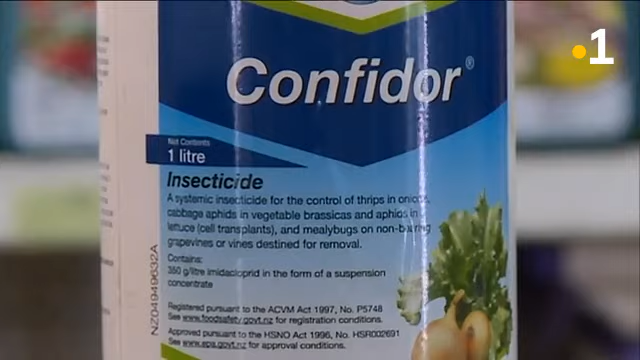 1
Confidor®
Net Contents
1 litre
Insecticide
A systemic insecticide for the control of thrips in onions,
cabbage aphids in vegetable brassicas and aphids in
lettuce (cell transplants), and mealybugs on non-bearing
grapevines or vines destined for removal.
Contains:
350 g/litre imidacloprid in the form of a suspension
concentrate
Registered pursuant to the ACVM Act 1997, No. P5748
See www.foodsafety.govt.nz for registration conditions.
Approved pursuant to the HSNO Act 1996, No. HSR002691
See www.epa.govt.nz for approval conditions.
NZ04949632A